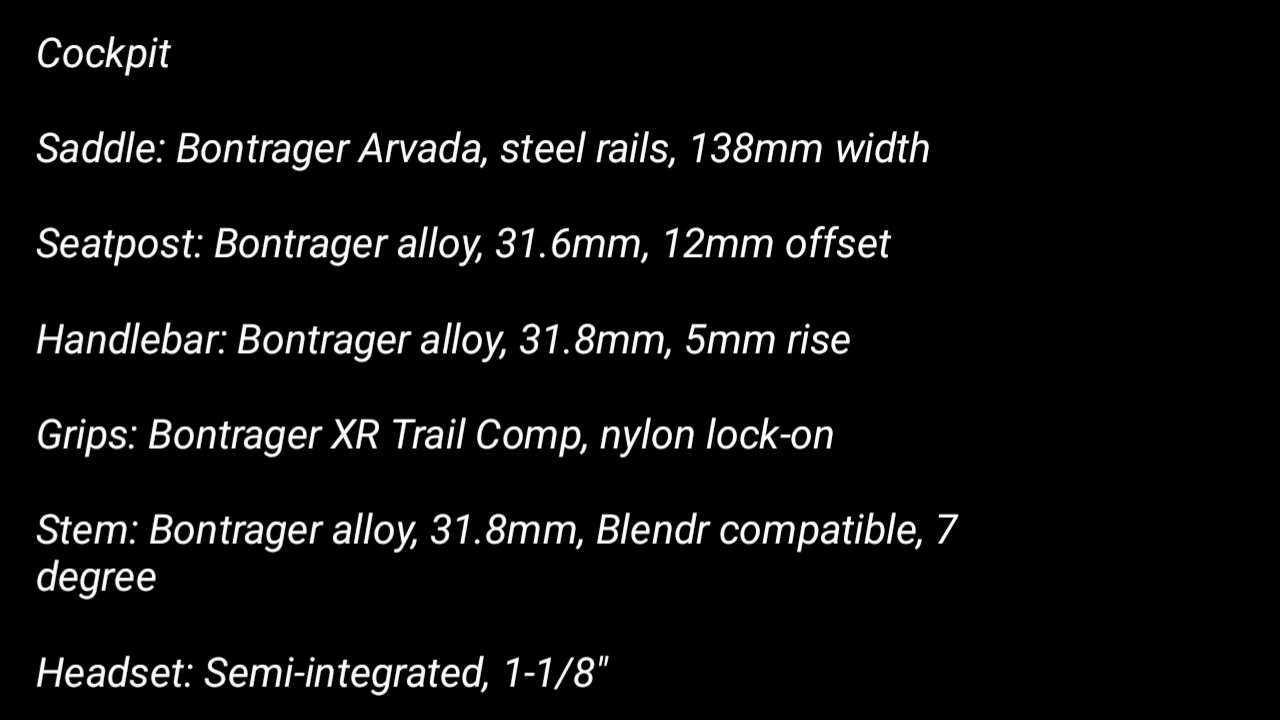 Cockpit
Saddle: Bontrager Arvada, steel rails, 138mm width
Seatpost: Bontrager alloy, 31.6mm, 12mm offset
Handlebar: Bontrager alloy, 31.8mm, 5mm rise
Grips: Bontrager XR Trail Comp, nylon lock-on
Stem: Bontrager alloy, 31.8mm, Blendr compatible, 7
degree
Headset: Semi-integrated, 1-1/8"